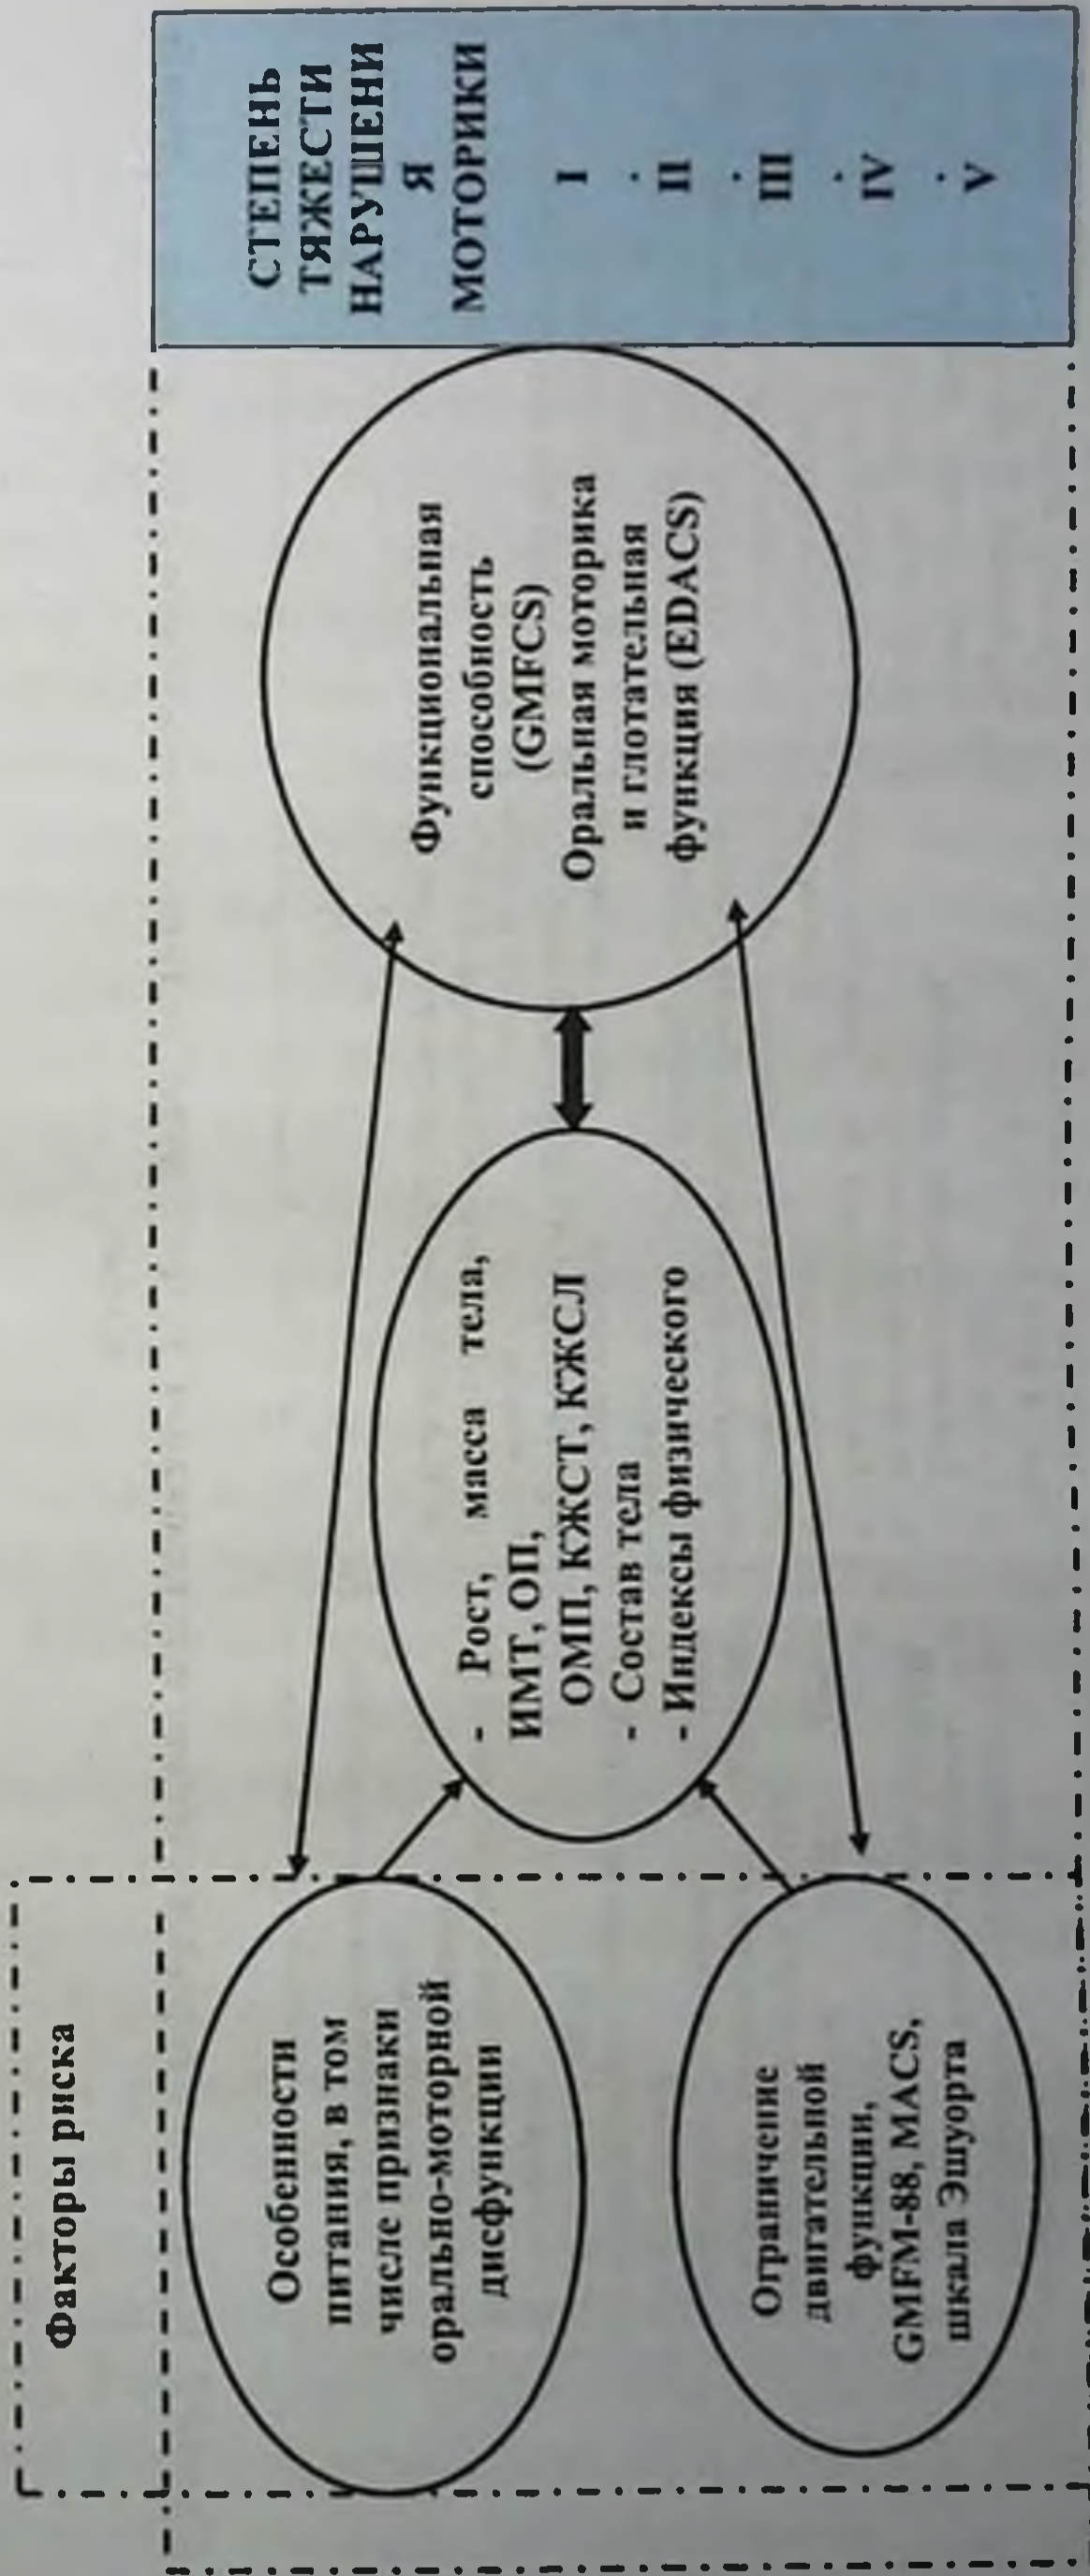 Факторы риска
Особенности
питания, в том
числе признаки
орально-моторной
дисфункции
Ограничение
двигательной
функции,
GMFM-88, MACS,
шкала Эшуорта
- Рост, масса тела,
ИМТ, ОП,
ОМП, КЖСТ, КЖСЛ
- Состав тела
- Индексы физического
Функциональная
способность
(GMFCS)
Оральная моторика
и глотательная
функция (EDACS)
СТЕПЕНЬ
ТЯЖЕСТИ
НАРУШЕНИ
Я
МОТОРИКИ
I
.
II
.
III
.
IV
.
V